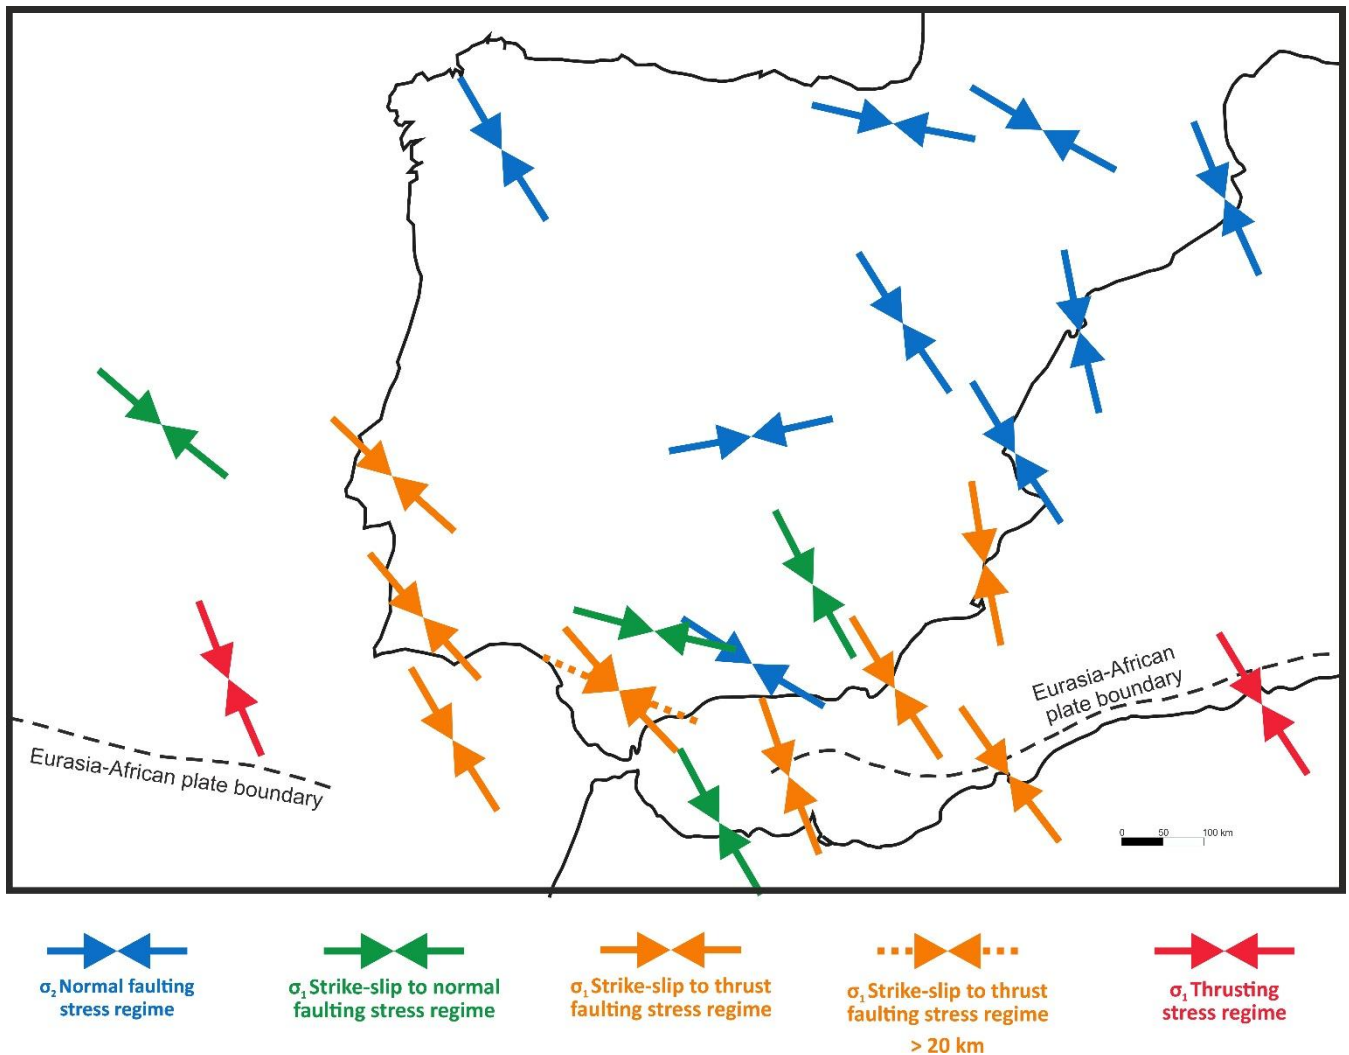 Eurasia-African
plate boundary
Eurasia-African plate boundary
0 50 100 km
σ₂ Normal faulting
stress regime
σ₁ Strike-slip to normal
faulting stress regime
σ₁ Strike-slip to thrust
faulting stress regime
σ₁ Strike-slip to thrust
faulting stress regime
> 20 km
σ₁ Thrusting
stress regime